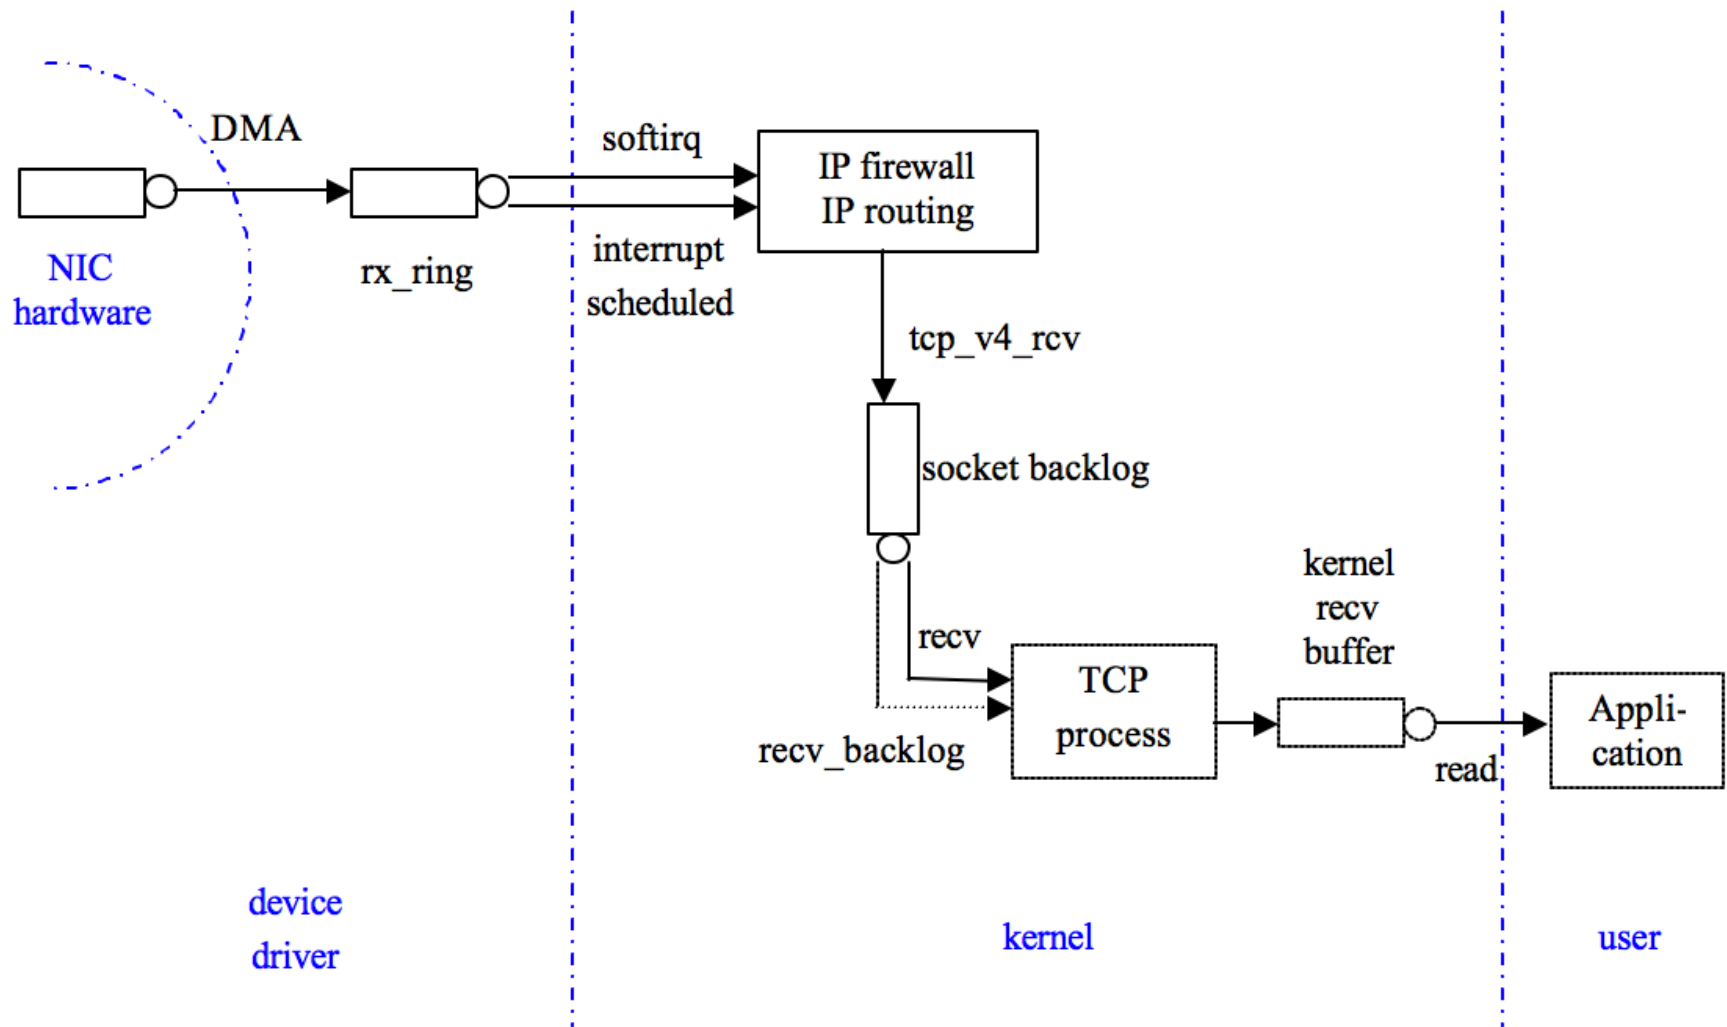 DMA
NIC
hardware
rx_ring
softirq
interrupt
scheduled
IP firewall
IP routing
tcp_v4_rcv
socket backlog
recv
recv_backlog
TCP
process
kernel
recv
buffer
read
Appli-
cation
device
driver
kernel
user